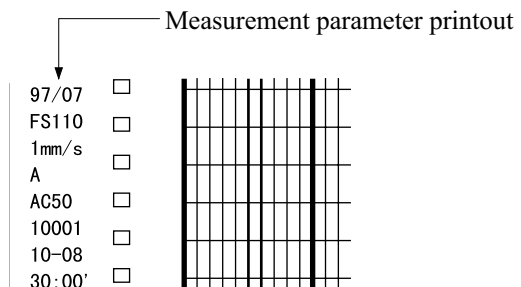 Measurement parameter printout
97/07
FS110
1mm/s
A
AC50
10001
10-08
30:00'